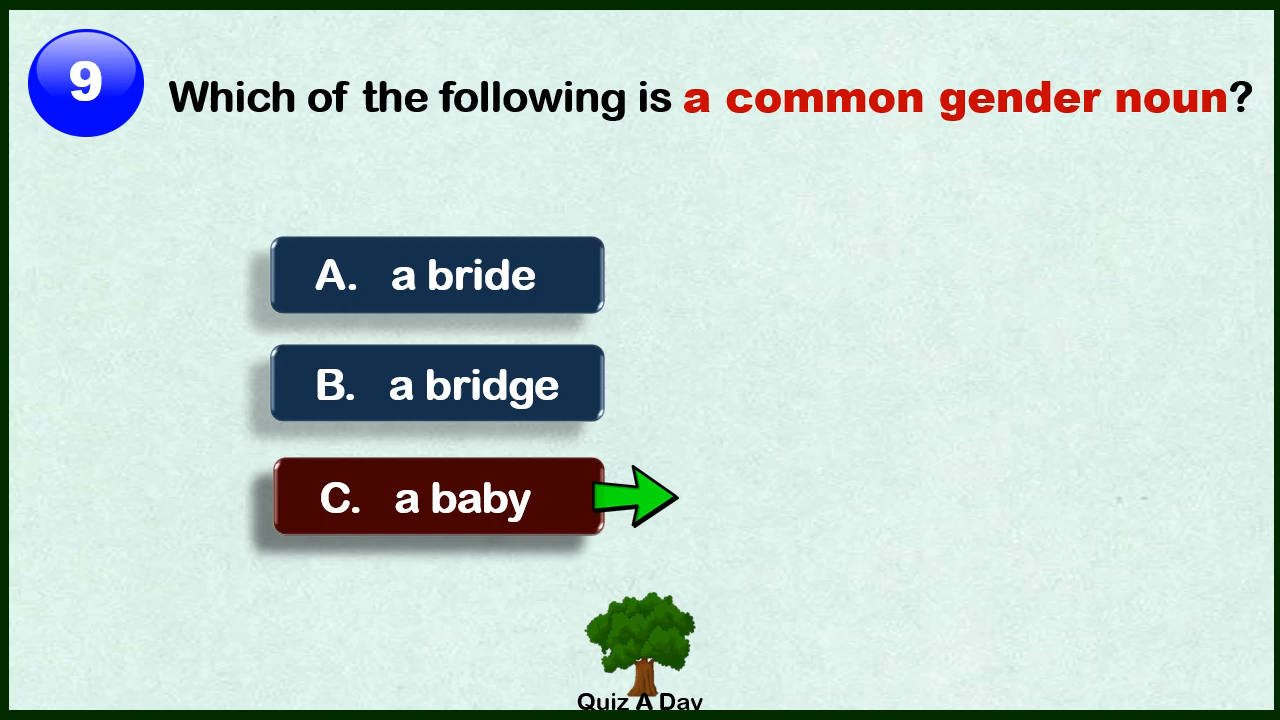 9
Which of the following is a common gender noun?
A. a bride
B. a bridge
C. a baby
Quiz A Day